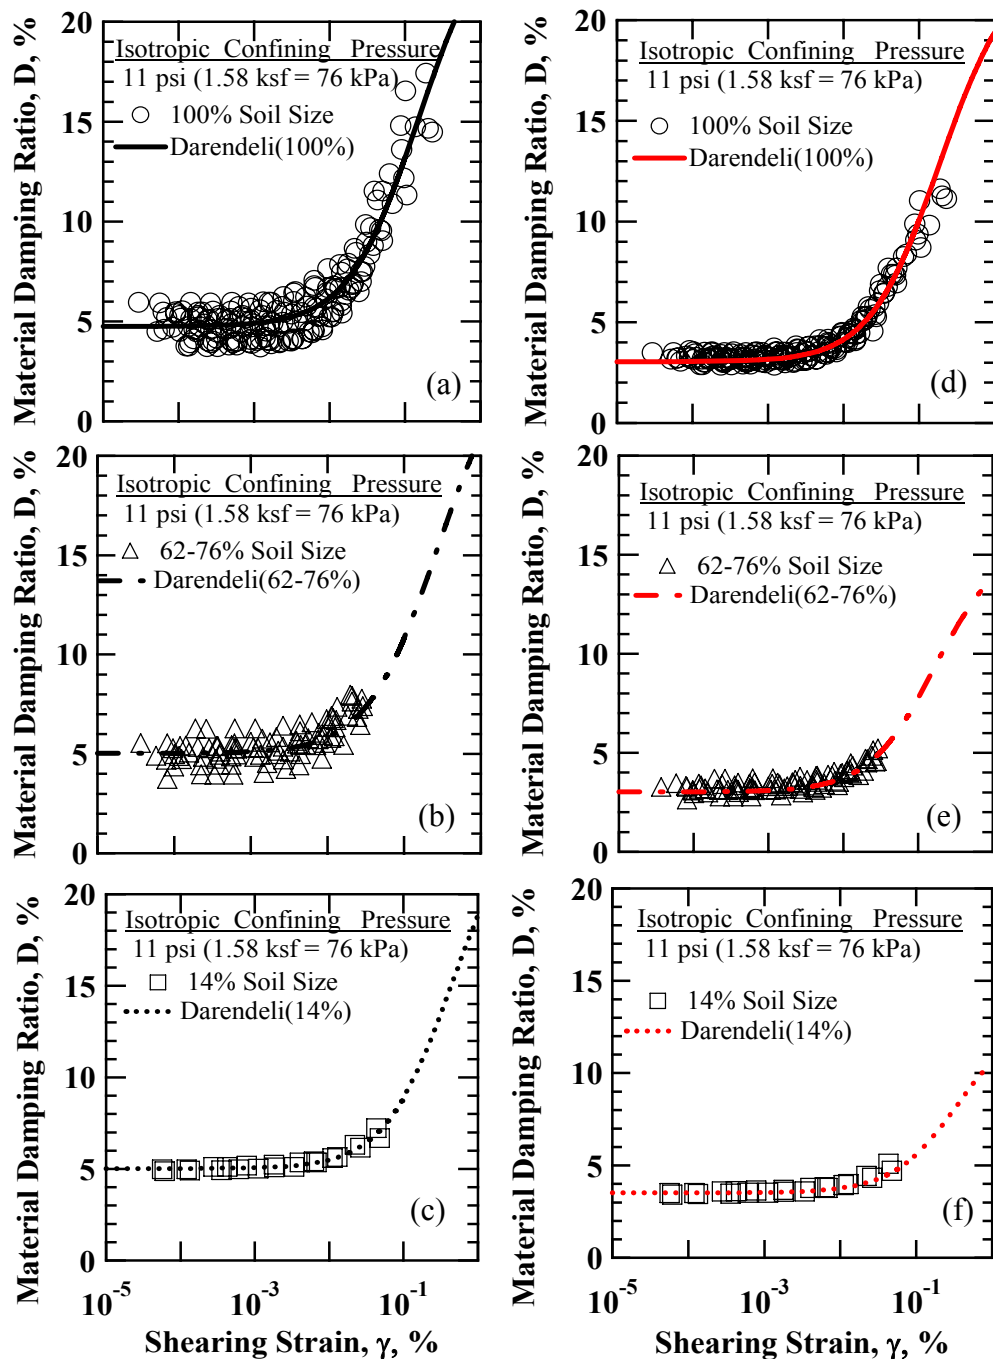 Material Damping Ratio, D, %
20
15
10
5
0
Isotropic Confining Pressure
11 psi (1.58 ksf = 76 kPa)
100% Soil Size
Darendeli(100%)
(a)
Material Damping Ratio, D, %
20
15
10
5
0
Isotropic Confining Pressure
11 psi (1.58 ksf = 76 kPa)
100% Soil Size
Darendeli(100%)
(d)
Material Damping Ratio, D, %
20
15
10
5
0
Isotropic Confining Pressure
11 psi (1.58 ksf = 76 kPa)
62-76% Soil Size
Darendeli(62-76%)
(b)
Material Damping Ratio, D, %
20
15
10
5
0
Isotropic Confining Pressure
11 psi (1.58 ksf = 76 kPa)
62-76% Soil Size
Darendeli(62-76%)
(e)
Material Damping Ratio, D, %
20
15
10
5
0
Isotropic Confining Pressure
11 psi (1.58 ksf = 76 kPa)
14% Soil Size
Darendeli(14%)
(c)
10⁻⁵ 10⁻³ 10⁻¹
Shearing Strain, γ, %
Material Damping Ratio, D, %
20
15
10
5
0
Isotropic Confining Pressure
11 psi (1.58 ksf = 76 kPa)
14% Soil Size
Darendeli(14%)
(f)
10⁻⁵ 10⁻³ 10⁻¹
Shearing Strain, γ, %